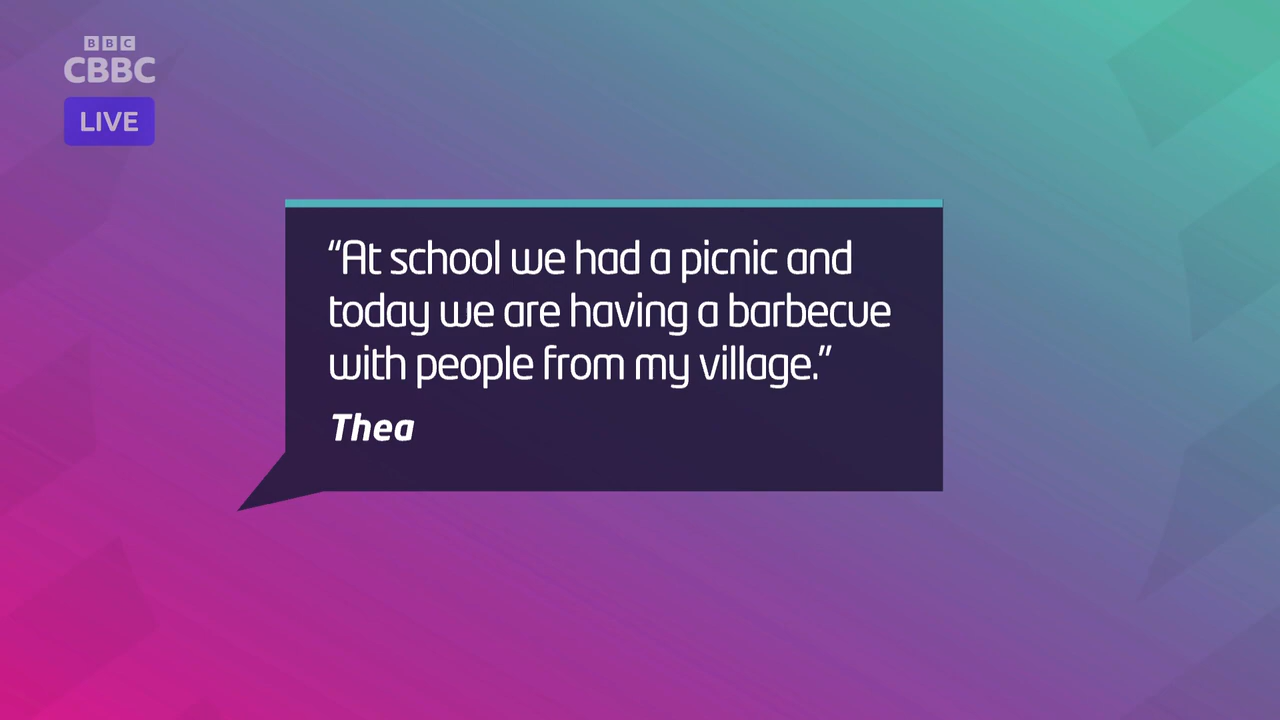 BBC
CBBC
LIVE
“At school we had a picnic and
today we are having a barbecue
with people from my village.”
Thea